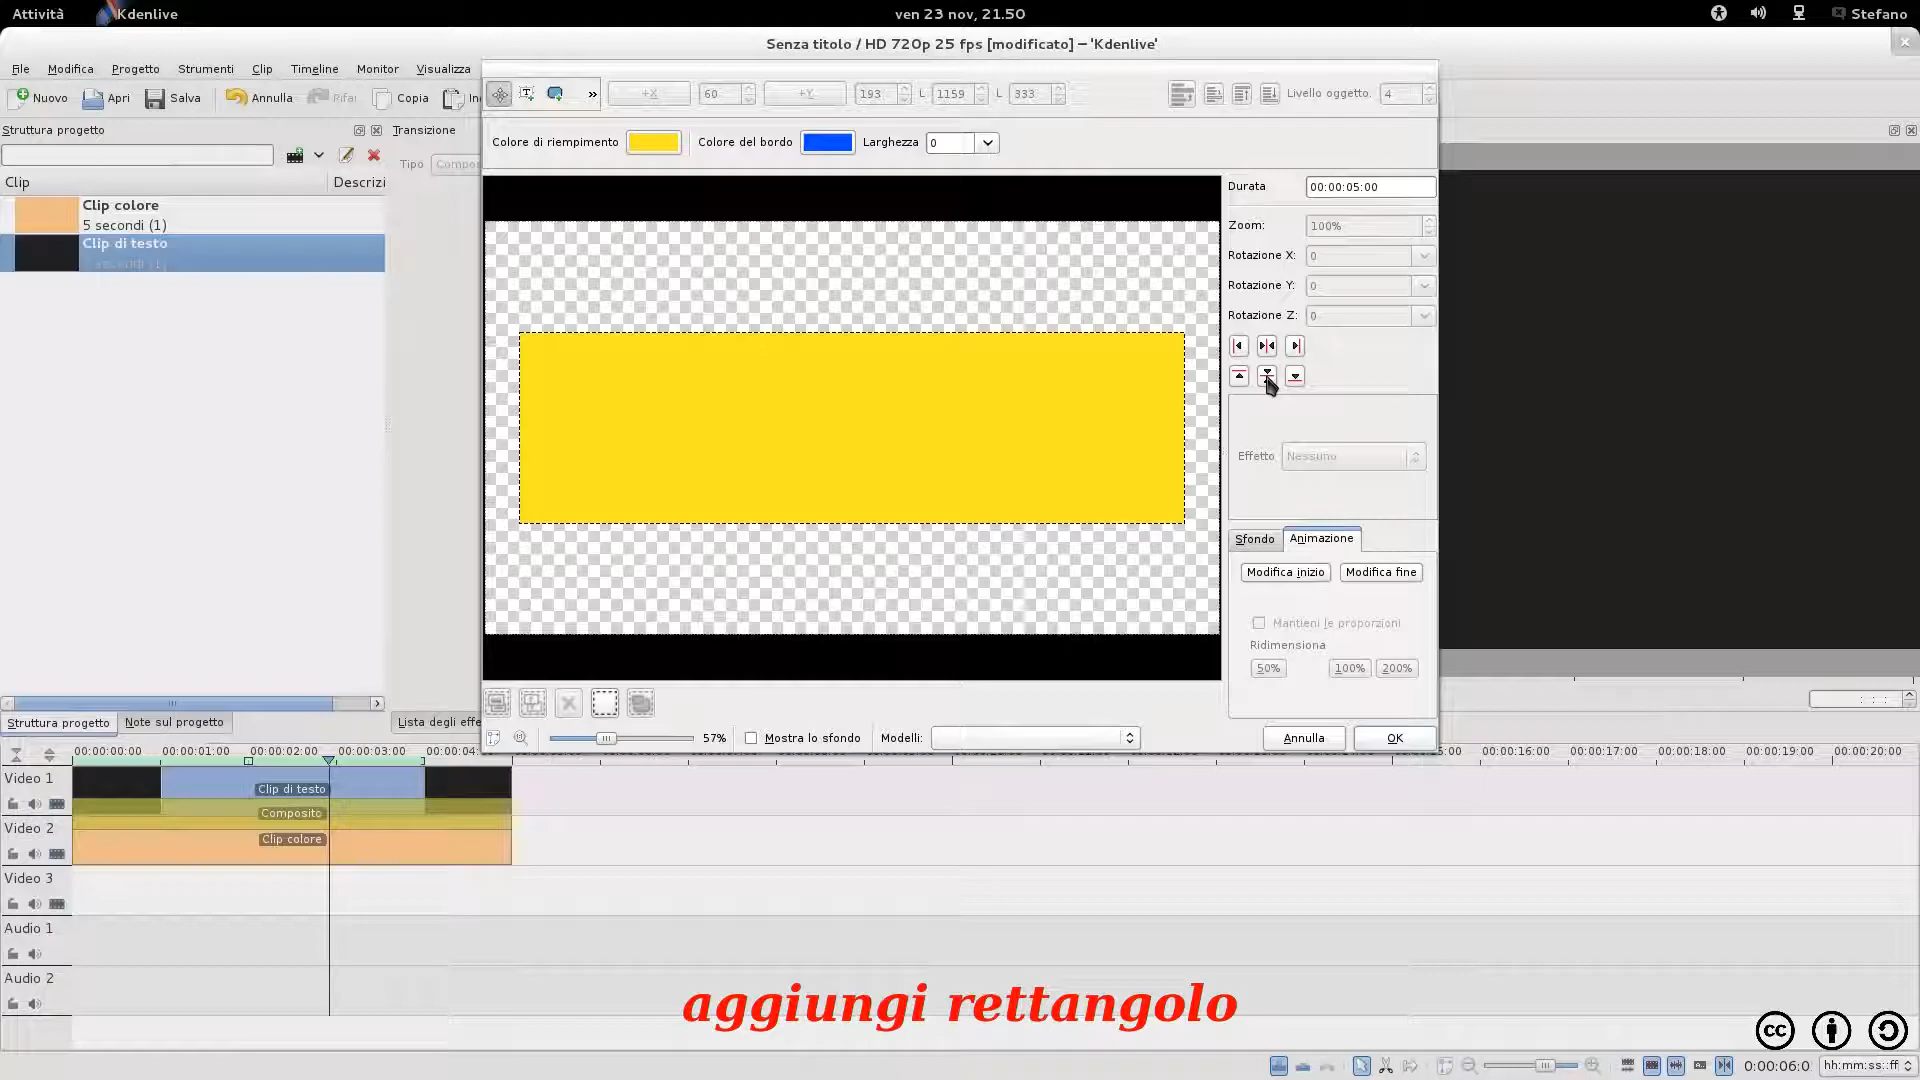 Attività Kdenlive ven 23 nov, 21.50 Stefano
Senza titolo / HD 720p 25 fps [modificato] – 'Kdenlive'
File Modifica Progetto Strumenti Clip Timeline Monitor Visualizza
Nuovo Apri Salva Annulla Copia
+X 60 +Y 193 L 1159 L 333 Livello oggetto. 4
Struttura progetto Transizione
Colore di riempimento Colore del bordo Larghezza 0
Tipo Compos
Clip Descrizi
Durata 00:00:05:00
Clip colore
5 secondi (1)
Clip di testo
Zoom: 100%
Rotazione X: 0
Rotazione Y: 0
Rotazione Z: 0
Effetto Nessuno
Sfondo Animazione
Modifica inizio Modifica fine
Mantieni le proporzioni
Ridimensiona
50% 100% 200%
Struttura progetto Note sul progetto Lista degli effe
57% Mostra lo sfondo Modelli: Annulla OK
00:00:00:00 00:00:01:00 00:00:02:00 00:00:03:00 00:00:04: 5:00 00:00:16:00 00:00:17:00 00:00:18:00 00:00:19:00 00:00:20:00
Video 1
Clip di testo
Composito
Video 2
Clip colore
Video 3
Audio 1
Audio 2
aggiungi rettangolo
cc
0:00:06:0 hh:mm:ss::ff